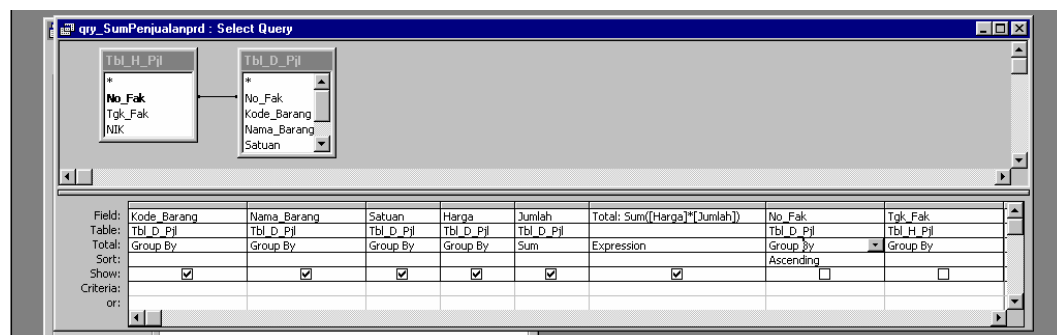 qry_SumPenjualanprd : Select Query
Tbl_H_Pjl
*
No_Fak
Tgk_Fak
NIK
Tbl_D_Pjl
*
No_Fak
Kode_Barang
Nama_Barang
Satuan
Field: Kode_Barang Nama_Barang Satuan Harga Jumlah Total: Sum([Harga]*[Jumlah]) No_Fak Tgk_Fak
Table: Tbl_D_Pjl Tbl_D_Pjl Tbl_D_Pjl Tbl_D_Pjl Tbl_D_Pjl Tbl_D_Pjl Tbl_H_Pjl
Total: Group By Group By Group By Group By Sum Expression Group By Group By
Sort: Ascending
Show:
Criteria:
or: